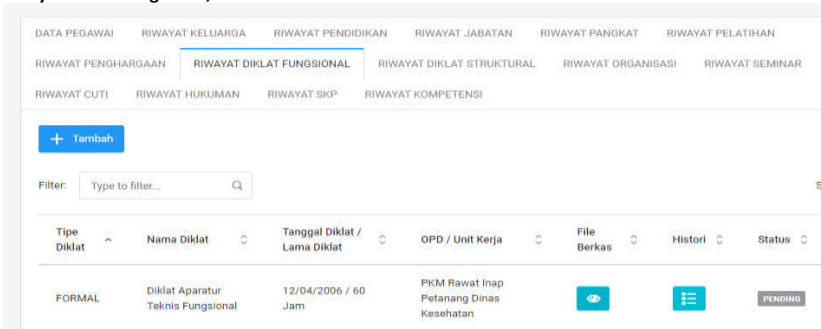 DATA PEGAWAI RIWAYAT KELUARGA RIWAYAT PENDIDIKAN RIWAYAT JABATAN RIWAYAT PANGKAT RIWAYAT PELATIHAN
RIWAYAT PENGHARGAAN RIWAYAT DIKLAT FUNGSIONAL RIWAYAT DIKLAT STRUKTURAL RIWAYAT ORGANISASI RIWAYAT SEMINAR
RIWAYAT CUTI RIWAYAT HUKUMAN RIWAYAT SKP RIWAYAT KOMPETENSI
+ Tambah
Filter: Type to filter...
Tipe Diklat
Nama Diklat
Tanggal Diklat /
Lama Diklat
OPD / Unit Kerja
File
Berkas
Histori
Status
FORMAL
Diklat Aparatur
Teknis Fungsional
12/04/2006 / 60
Jam
PKM Rawat Inap
Petanang Dinas
Kesehatan
PENDING